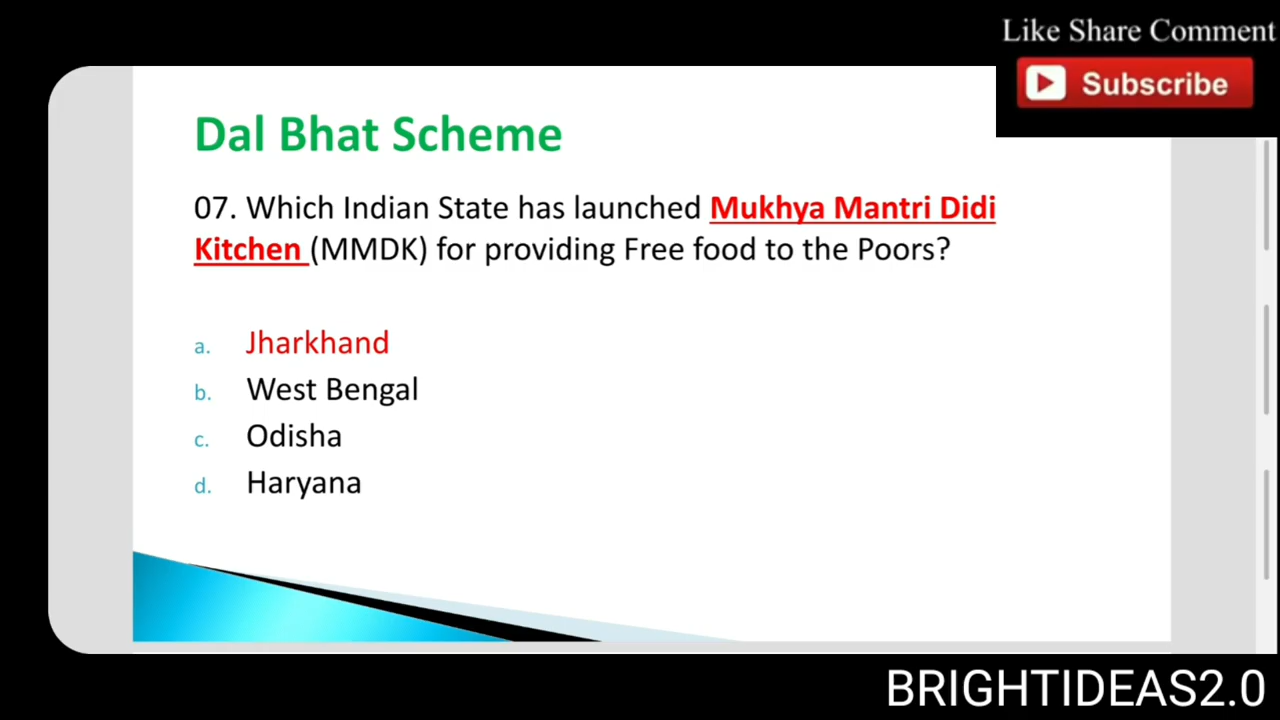 Like Share Comment
Subscribe
Dal Bhat Scheme
07. Which Indian State has launched Mukhya Mantri Didi
Kitchen (MMDK) for providing Free food to the Poors?
a. Jharkhand
b. West Bengal
c. Odisha
d. Haryana
BRIGHTIDEAS2.0